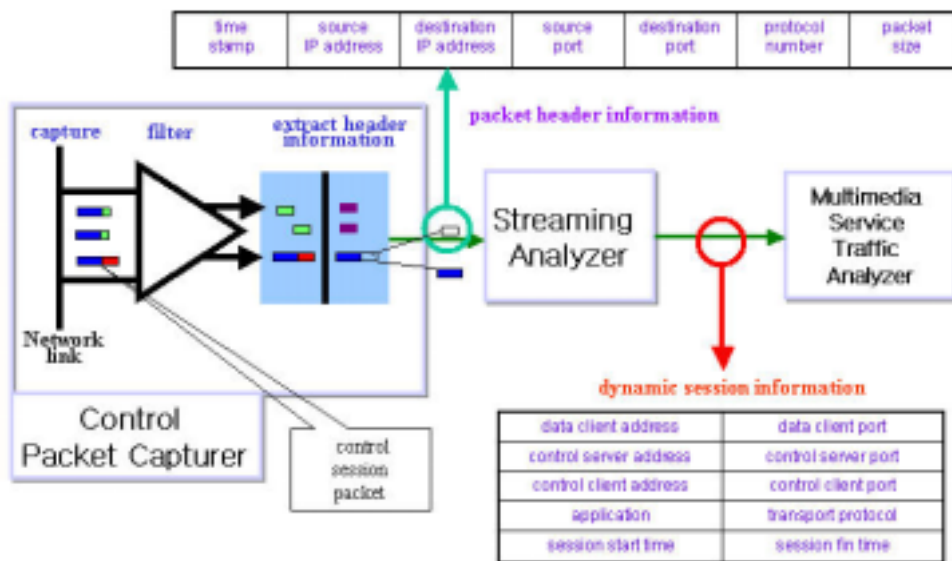 time stamp
source IP address
destination IP address
source port
destination port
protocol number
packet size
packet header information
capture
filter
extract header
information
Network
link
Control
Packet Capturer
control
session
packet
Streaming
Analyzer
Multimedia
Service
Traffic
Analyzer
dynamic session information
data client address
data client port
control server address
control server port
control client address
control client port
application
transport protocol
session start time
session fin time